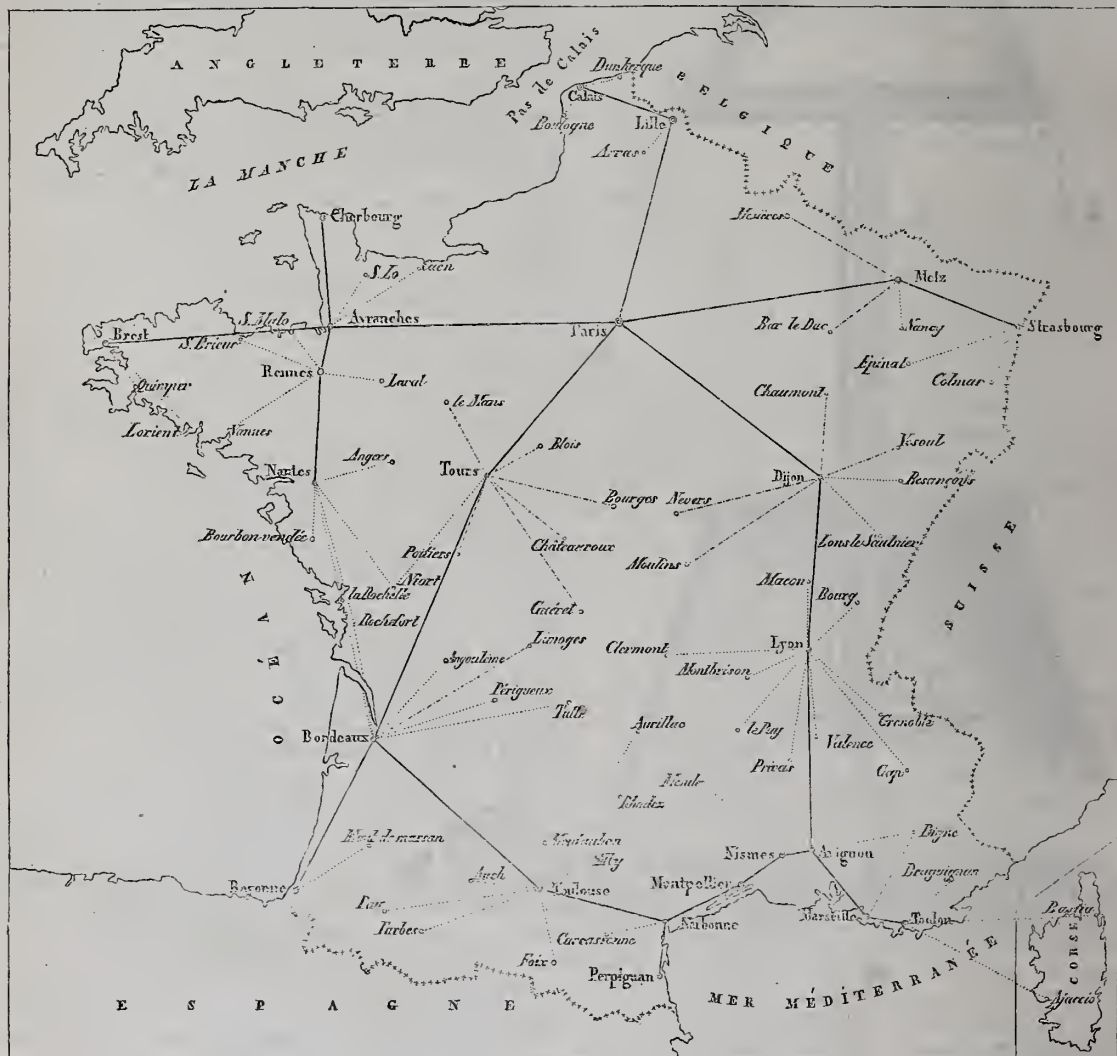 ANGLETERRE
Pas de Calais
Dunkerque
BELGIQUE
Calais
Boulogne
Lille
Arras
LA MANCHE
Cherbourg
Mézières
S. Lo
Caen
Metz
S. Malo
Avranches
Paris
Bar le Duc
Nancy
Strasbourg
Brest
S. Brieuc
Rennes
Laval
Epinal
Colmar
Quimper
le Mans
Chaumont
Lorient
Vannes
Blois
Vesoul
Nantes
Angers
Tours
Dijon
Besançon
Bourges
Nevers
Bourbon-vendée
Poitiers
Châteauroux
Moulins
Lons le Saulnier
SUISSE
Niort
la Rochelle
Macon
Bourg
Rochefort
Guéret
OCÉAN
Limoges
Clermont
Lyon
Angoulême
Montbrison
Périgueux
Tulle
Grenoble
Bordeaux
Aurillac
le Puy
Valence
Privas
Gap
Rhodez
Montauban
Nismes
Avignon
Digne
Auch
Draguignan
Bayonne
Toulouse
Montpellier
Tarbes
Narbonne
Marseille
Toulon
Bastia
Carcassonne
Foix
Perpignan
CORSE
ESPAGNE
MER MÉDITERRANÉE
Ajaccio